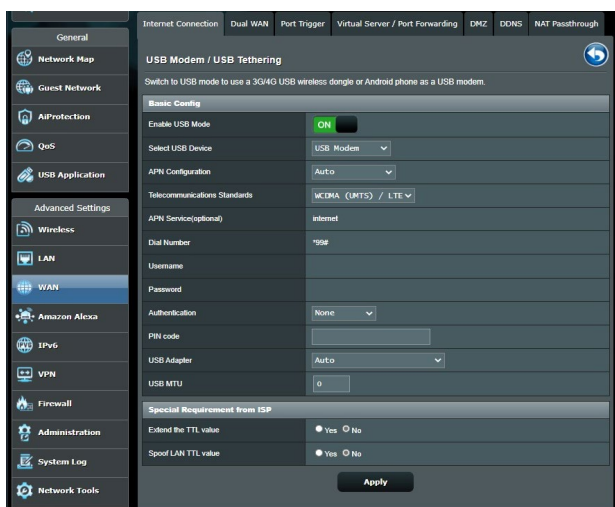 Internet Connection Dual WAN Port Trigger Virtual Server / Port Forwarding DMZ DDNS NAT Passthrough
General
Network Map
Guest Network
AiProtection
QoS
USB Application
Advanced Settings
Wireless
LAN
WAN
Amazon Alexa
IPv6
VPN
Firewall
Administration
System Log
Network Tools
USB Modem / USB Tethering
Switch to USB mode to use a 3G/4G USB wireless dongle or Android phone as a USB modem.
Basic Config
Enable USB Mode ON
Select USB Device USB Modem
APN Configuration Auto
Telecommunications Standards WCDMA (UMTS) / LTE
APN Service(optional) internet
Dial Number *99#
Username
Password
Authentication None
PIN code
USB Adapter Auto
USB MTU 0
Special Requirement from ISP
Extend the TTL value Yes No
Spoof LAN TTL value Yes No
Apply